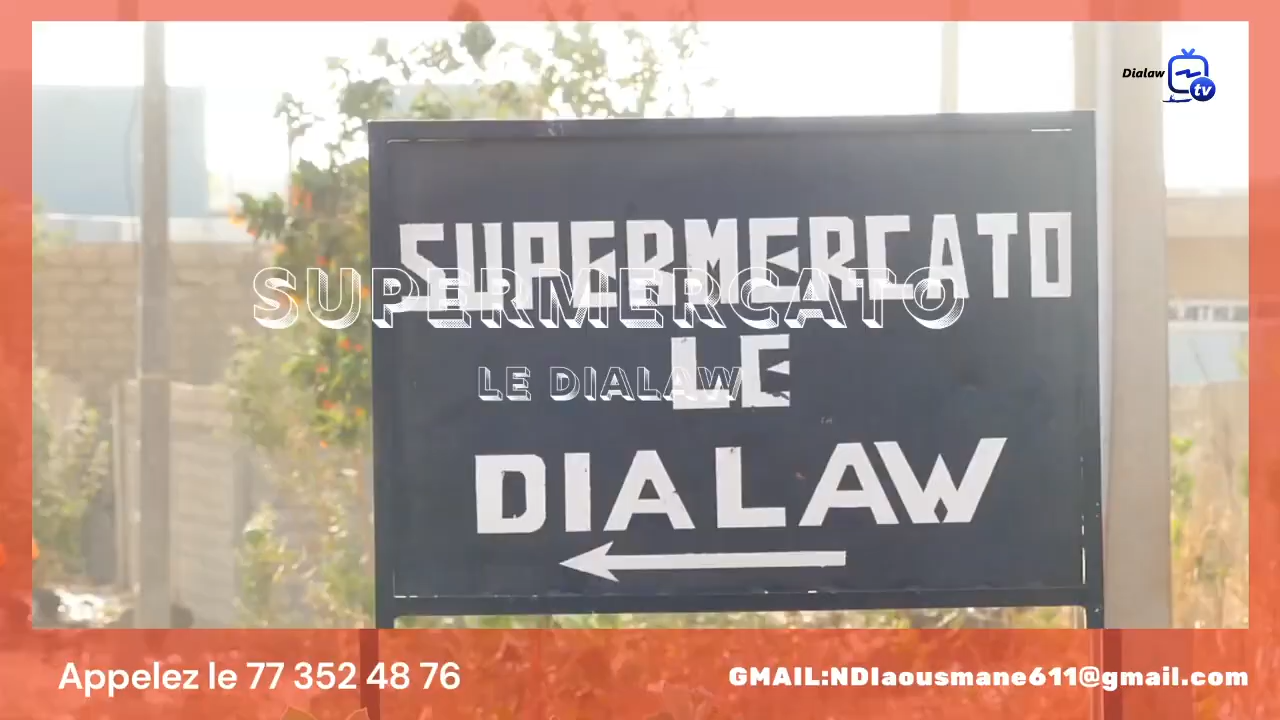 Dialaw
tv
SUPERMERCATO
LE
DIALAW
SUPERMERCATO
LE DIALAW
Appelez le 77 352 48 76
GMAIL:NDIaousmane611@gmail.com